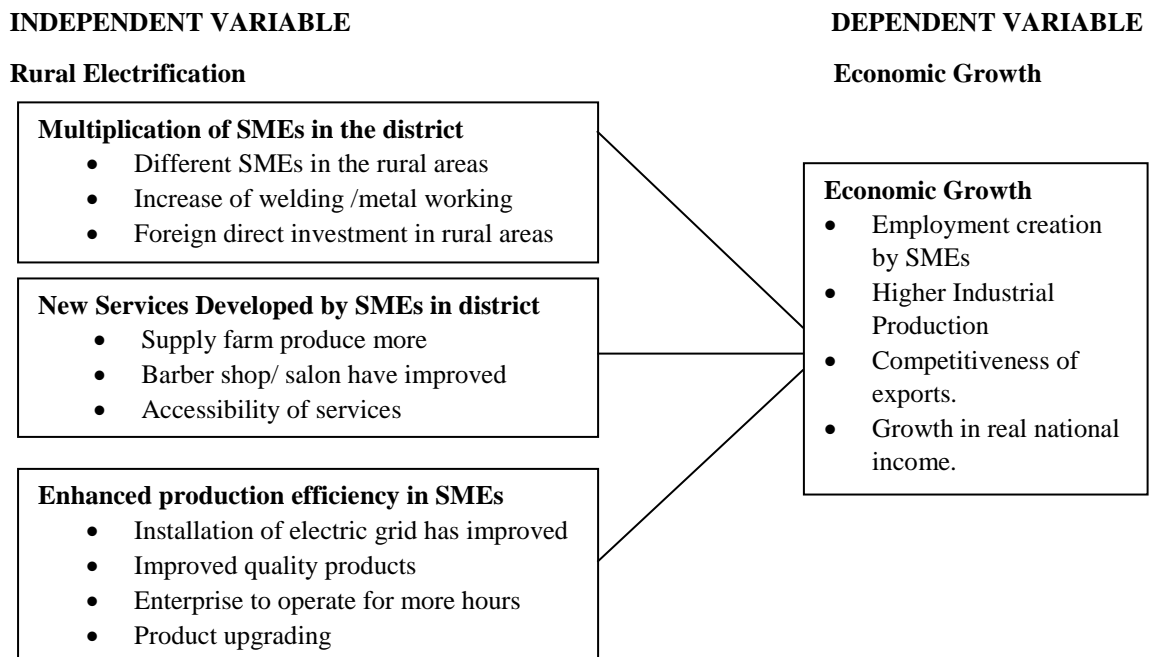 INDEPENDENT VARIABLE
DEPENDENT VARIABLE
Rural Electrification
Economic Growth
Multiplication of SMEs in the district
• Different SMEs in the rural areas
• Increase of welding /metal working
• Foreign direct investment in rural areas
New Services Developed by SMEs in district
• Supply farm produce more
• Barber shop/ salon have improved
• Accessibility of services
Enhanced production efficiency in SMEs
• Installation of electric grid has improved
• Improved quality products
• Enterprise to operate for more hours
• Product upgrading
Economic Growth
• Employment creation
by SMEs
• Higher Industrial
Production
• Competitiveness of
exports.
• Growth in real national
income.